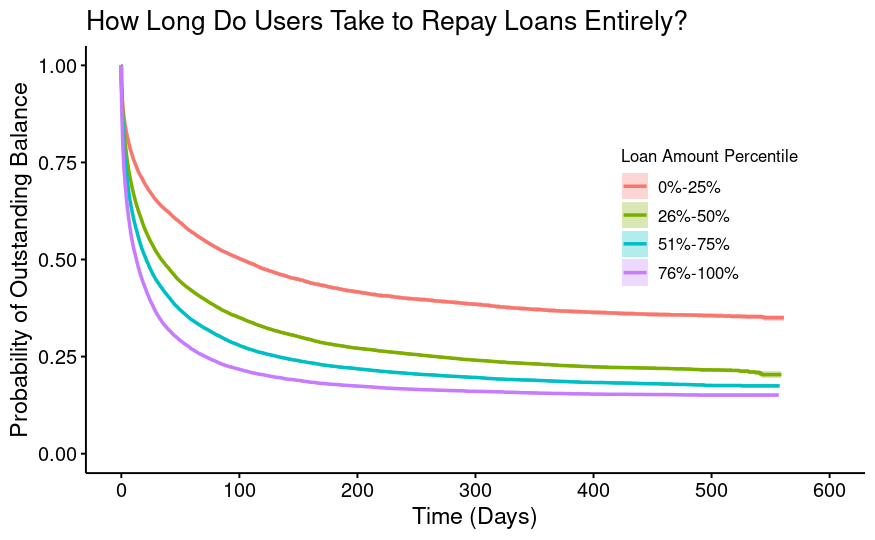 How Long Do Users Take to Repay Loans Entirely?
Probability of Outstanding Balance
1.00
0.75
0.50
0.25
0.00
Loan Amount Percentile
0%-25%
26%-50%
51%-75%
76%-100%
0 100 200 300 400 500 600
Time (Days)